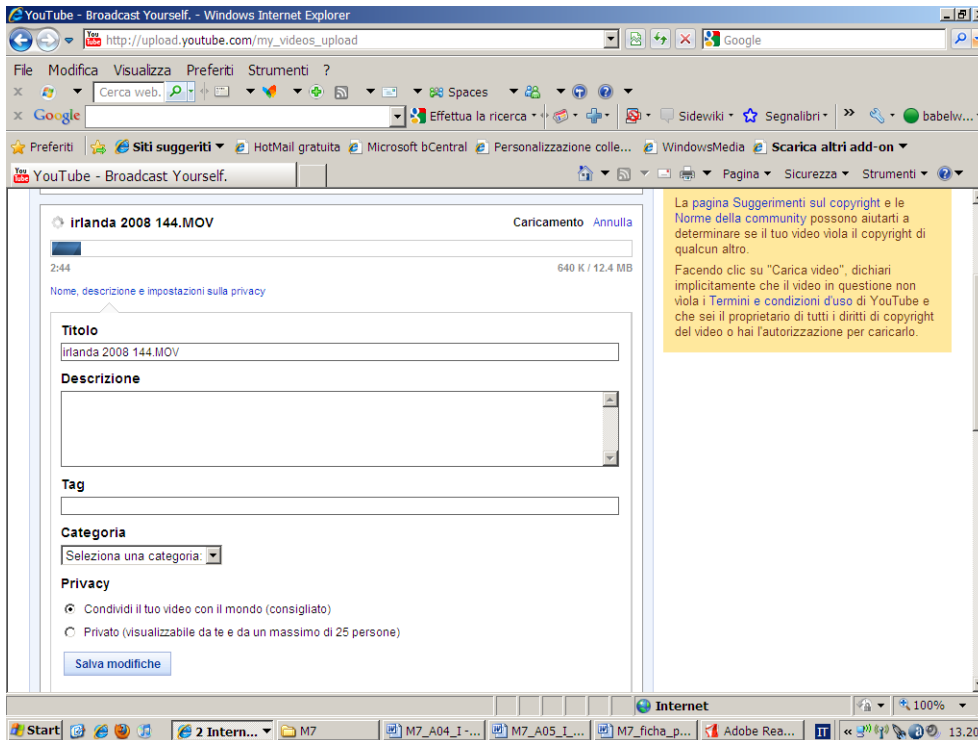 YouTube - Broadcast Yourself. - Windows Internet Explorer
http://upload.youtube.com/my_videos_upload
Google
File Modifica Visualizza Preferiti Strumenti ?
Cerca web.
Spaces
Google
Effettua la ricerca
Sidewiki
Segnalibri
babelw...
Preferiti
Siti suggeriti
HotMail gratuita
Microsoft bCentral
Personalizzazione colle...
WindowsMedia
Scarica altri add-on
YouTube - Broadcast Yourself.
Pagina
Sicurezza
Strumenti
irlanda 2008 144.MOV
Caricamento Annulla
2:44
640 K / 12.4 MB
Nome, descrizione e impostazioni sulla privacy
Titolo
irlanda 2008 144.MOV
Descrizione
Tag
Categoria
Seleziona una categoria:
Privacy
Condividi il tuo video con il mondo (consigliato)
Privato (visualizzabile da te e da un massimo di 25 persone)
Salva modifiche
La pagina Suggerimenti sul copyright e le
Norme della community possono aiutarti a
determinare se il tuo video viola il copyright di
qualcun altro.
Facendo clic su "Carica video", dichiari
implicitamente che il video in questione non
viola i Termini e condizioni d'uso di YouTube e
che sei il proprietario di tutti i diritti di copyright
del video o hai l'autorizzazione per caricarlo.
Internet
100%
Start
2 Intern...
M7
M7_A04_I -...
M7_A05_I_...
M7_ficha_p...
Adobe Rea...
IT